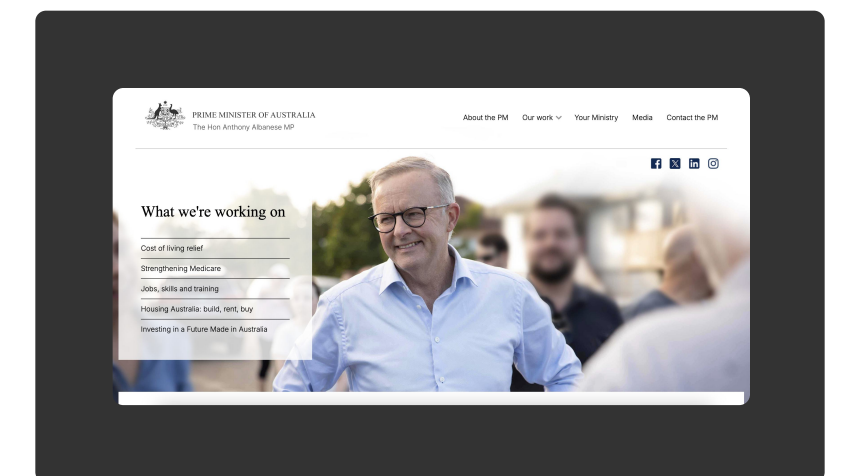 PRIME MINISTER OF AUSTRALIA
The Hon Anthony Albanese MP
About the PM
Our work
Your Ministry
Media
Contact the PM
What we're working on
Cost of living relief
Strengthening Medicare
Jobs, skills and training
Housing Australia: build, rent, buy
Investing in a Future Made in Australia